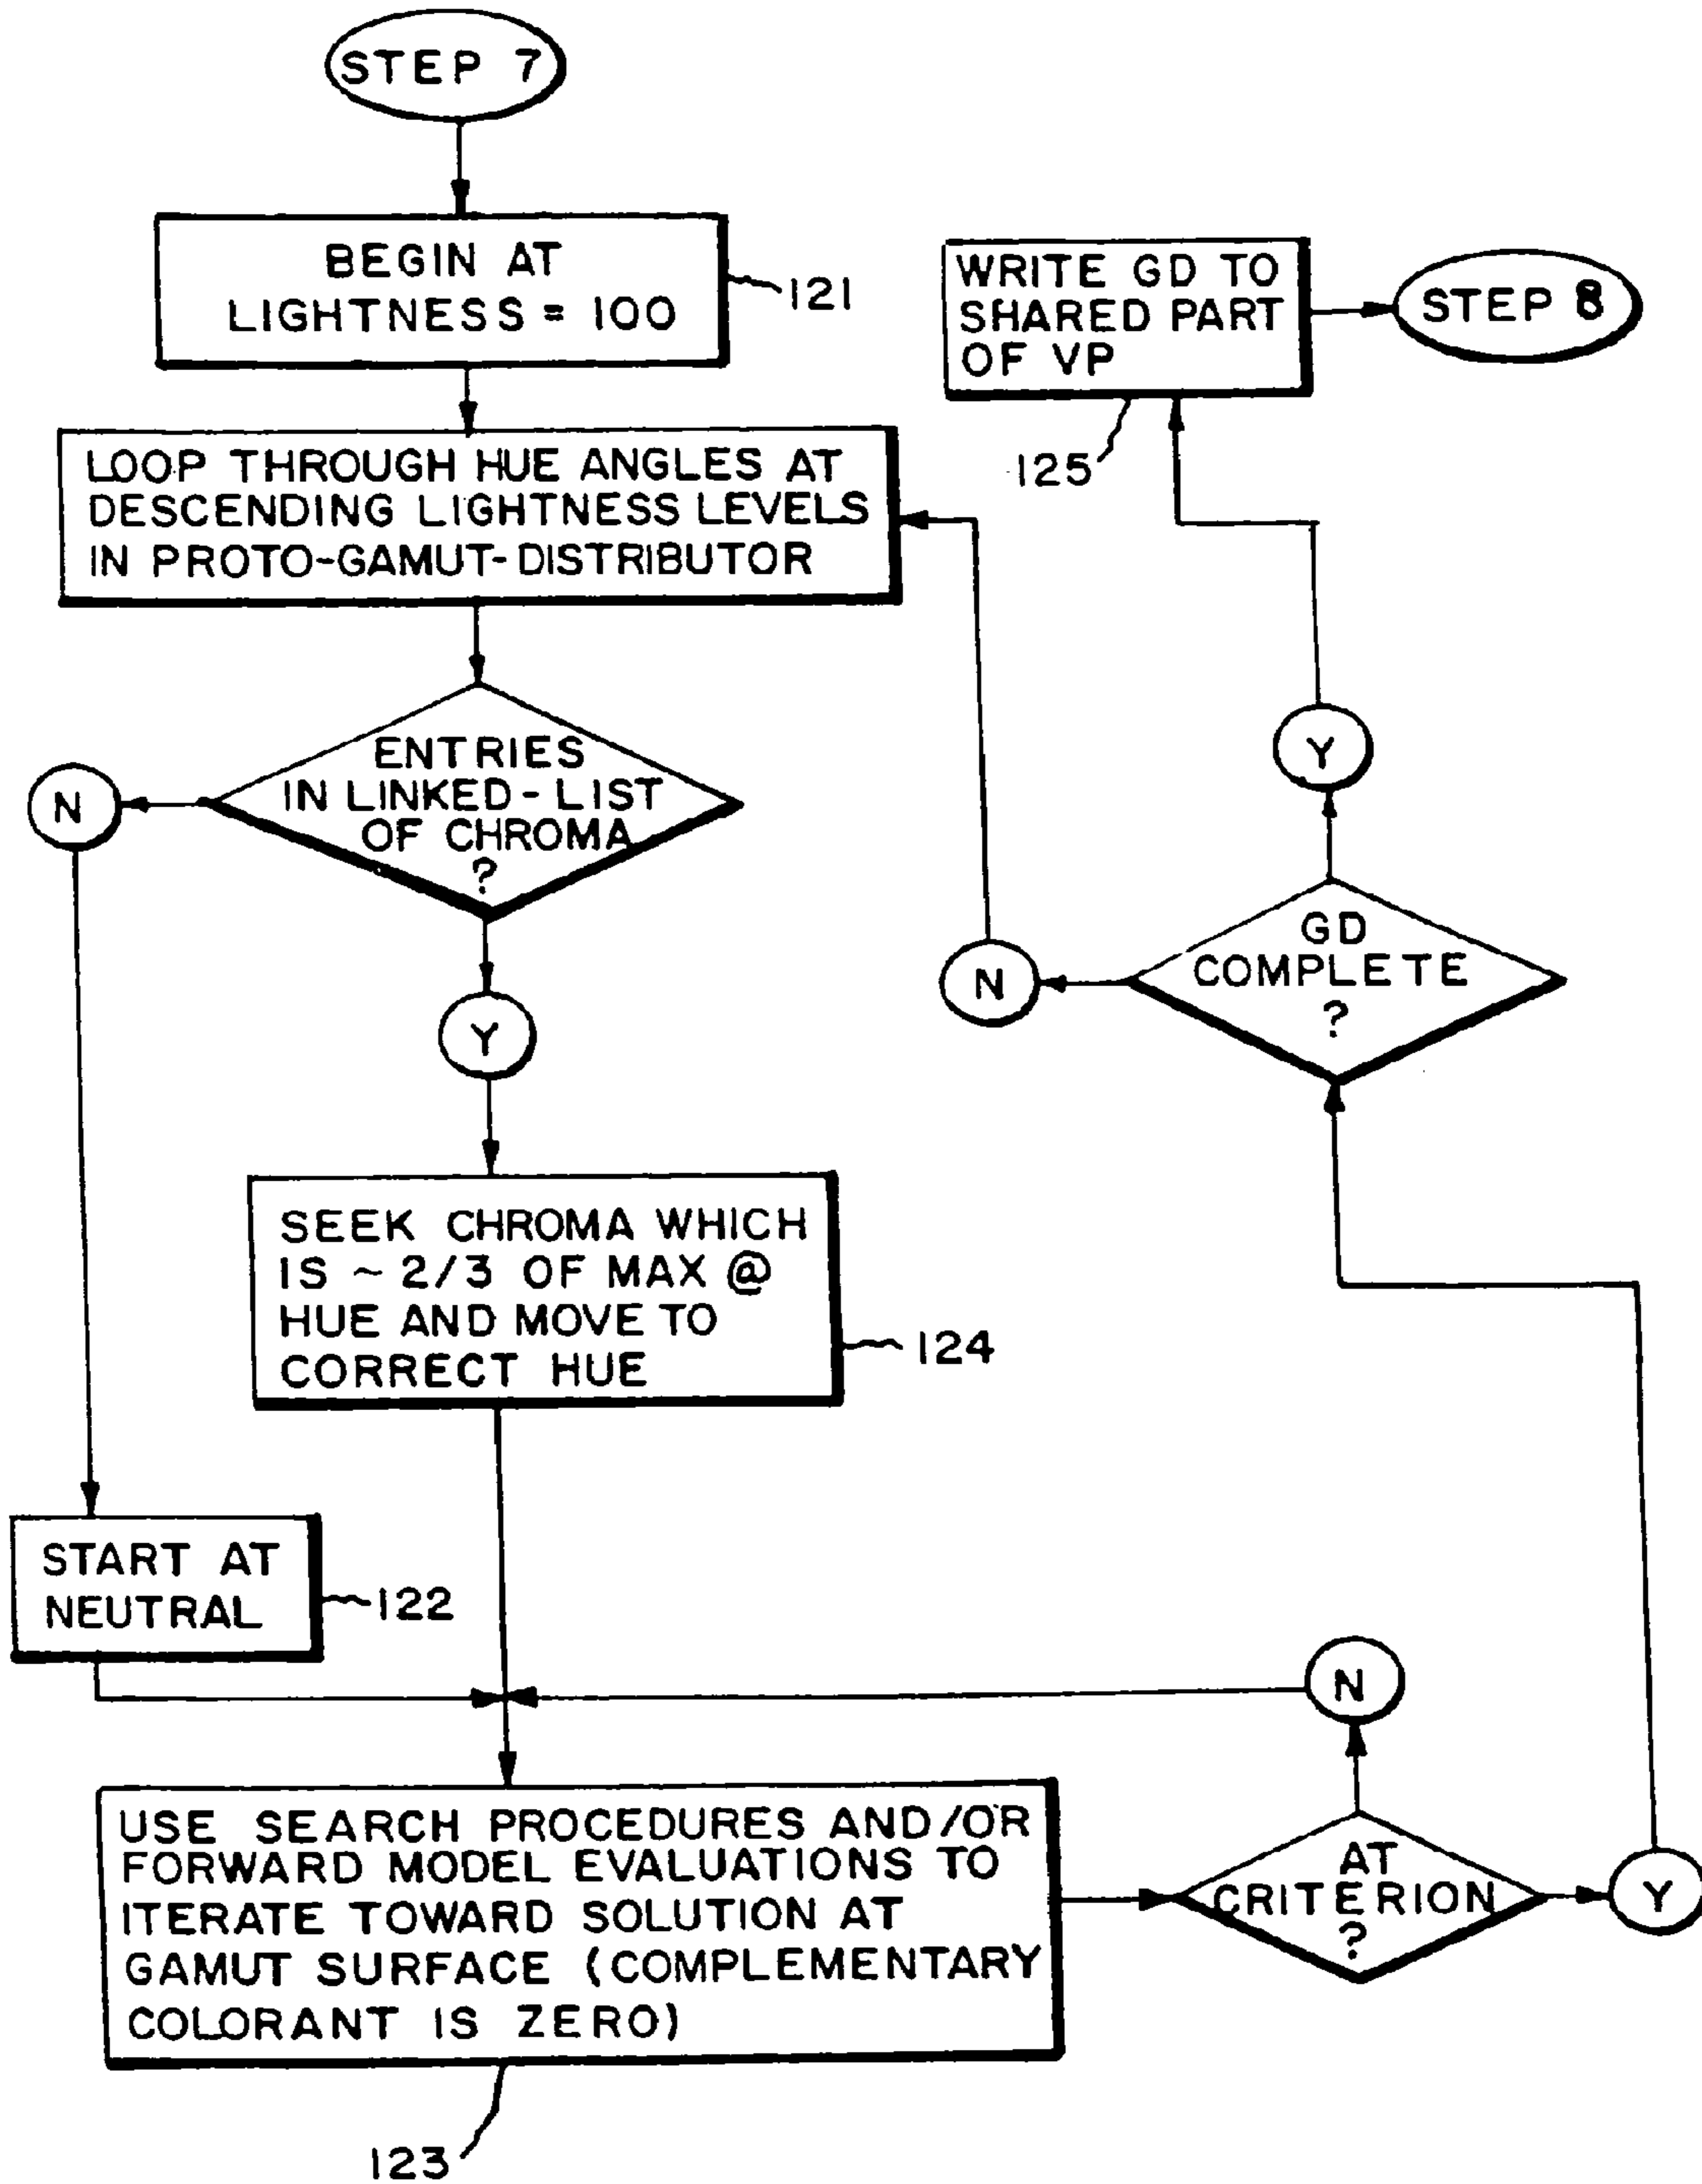 STEP 7
BEGIN AT
LIGHTNESS = 100
121
LOOP THROUGH HUE ANGLES AT
DESCENDING LIGHTNESS LEVELS
IN PROTO-GAMUT-DISTRIBUTOR
ENTRIES
IN LINKED-LIST
OF CHROMA
?
N
Y
SEEK CHROMA WHICH
IS ~ 2/3 OF MAX @
HUE AND MOVE TO
CORRECT HUE
124
START AT
NEUTRAL
122
USE SEARCH PROCEDURES AND/OR
FORWARD MODEL EVALUATIONS TO
ITERATE TOWARD SOLUTION AT
GAMUT SURFACE (COMPLEMENTARY
COLORANT IS ZERO)
123
AT
CRITERION
?
N
Y
GD
COMPLETE
?
N
Y
WRITE GD TO
SHARED PART
OF VP
125
STEP 8